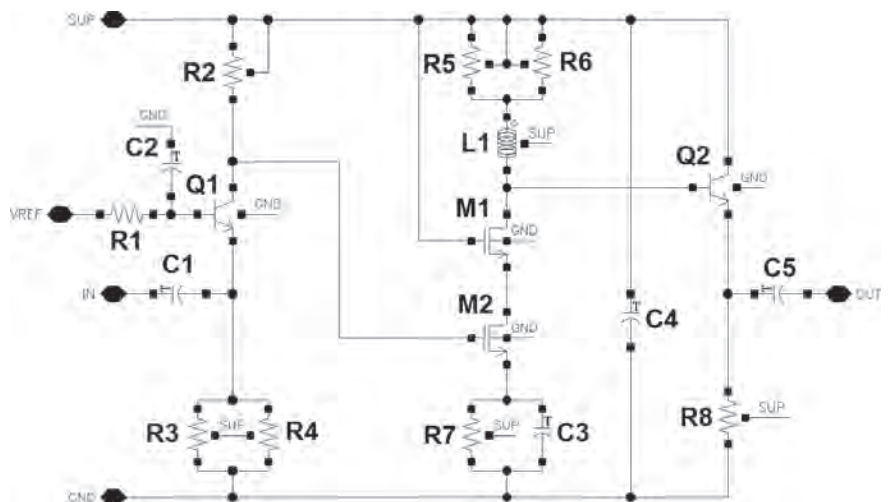 SUP
R2
R5
R6
GND
C2
L1
SUP
Q1
Q2
GND
GND
VREF
R1
M1
GND
C1
IN
C5
OUT
M2
GND
C4
R3
SUP
R4
R7
SUP
C3
R8
SUP
GND
T
T
T
T
T